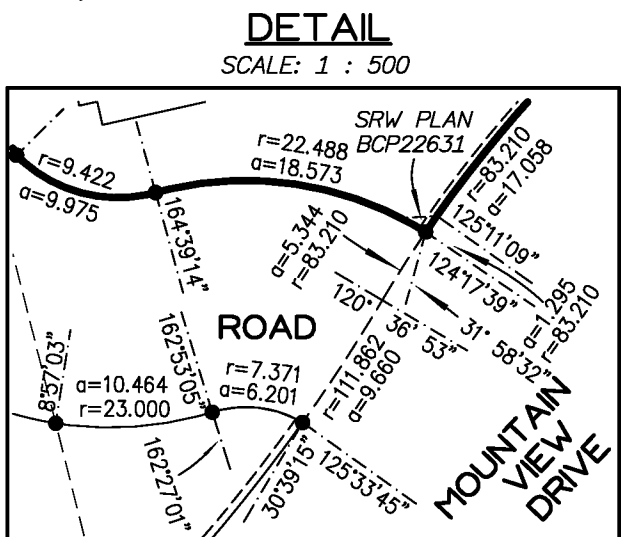 DETAIL
SCALE: 1 : 500
SRW PLAN
BCP22631
r=22.488
a=18.573
r=9.422
a=9.975
r=83.210
a=17.058
164°39'14"
a=5.344
r=83.210
125°11'09"
124°17'39"
a=1.295
r=83.210
120° 36' 53"
31° 58'32"
ROAD
162°53'05"
8°57'03"
a=10.464
r=23.000
r=7.371
a=6.201
r=111.862
a=9.660
162°27'01"
30°39'15"
125°33'45"
MOUNTAIN
VIEW
DRIVE